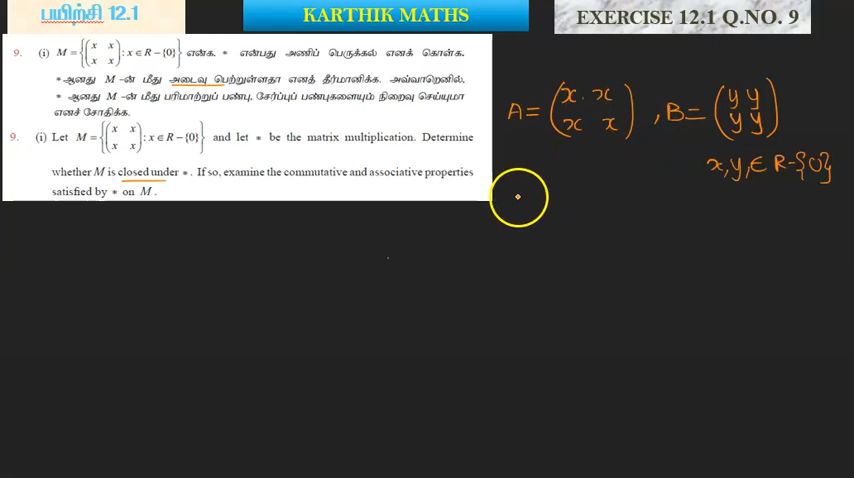 பயிற்சி 12.1
KARTHIK MATHS
EXERCISE 12.1 Q.NO. 9
9. (i) M = { ( x x x x ) : x ∈ R − {0} } என்க. * என்பது அணிப் பெருக்கல் எனக் கொள்க.
* ஆனது M -ன் மீது அடைவு பெற்றுள்ளதா எனத் தீர்மானிக்க. அவ்வாறெனில்,
* ஆனது M -ன் மீது பரிமாற்றுப் பண்பு, சேர்ப்புப் பண்புகளையும் நிறைவு செய்யுமா
எனச் சோதிக்க.
9. (i) Let M = { ( x x x x ) : x ∈ R − {0} } and let * be the matrix multiplication. Determine
whether M is closed under *. If so, examine the commutative and associative properties
satisfied by * on M .
A = ( x x x x ) , B = ( y y y y )
x, y, ∈ R-{0}